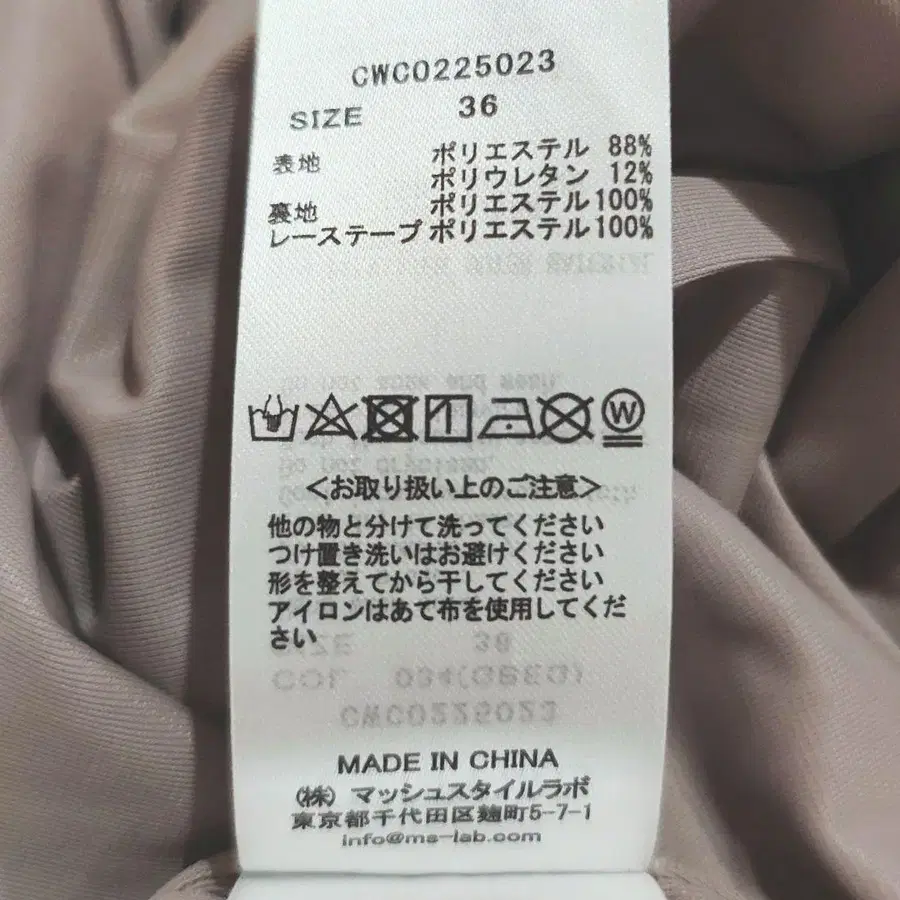 CWCO225023
SIZE 36
表地 ポリエステル 88%
ポリウレタン 12%
裏地 ポリエステル100%
レーステープ ポリエステル100%
W
<お取り扱い上のご注意>
他の物と分けて洗ってください
つけ置き洗いはお避けください
形を整えてから干してください
アイロンはあて布を使用してくだ
さい
MADE IN CHINA
(株) マッシュスタイルラボ
東京都千代田区麹町5-7-1
info@ms-lab.com